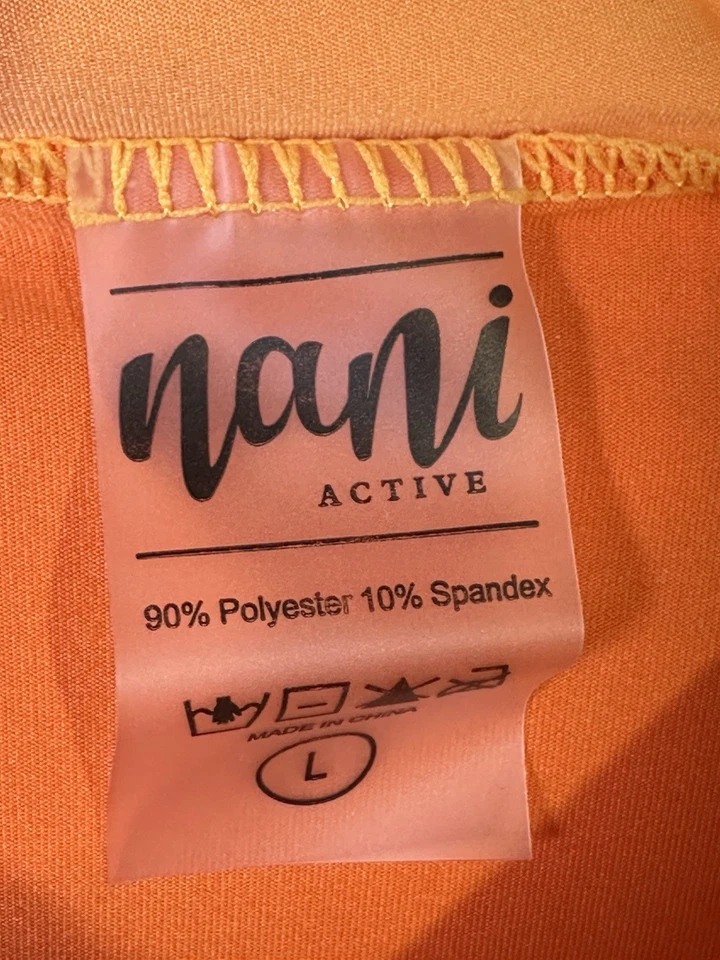 nani
ACTIVE
90% Polyester 10% Spandex
MADE IN CHINA
L